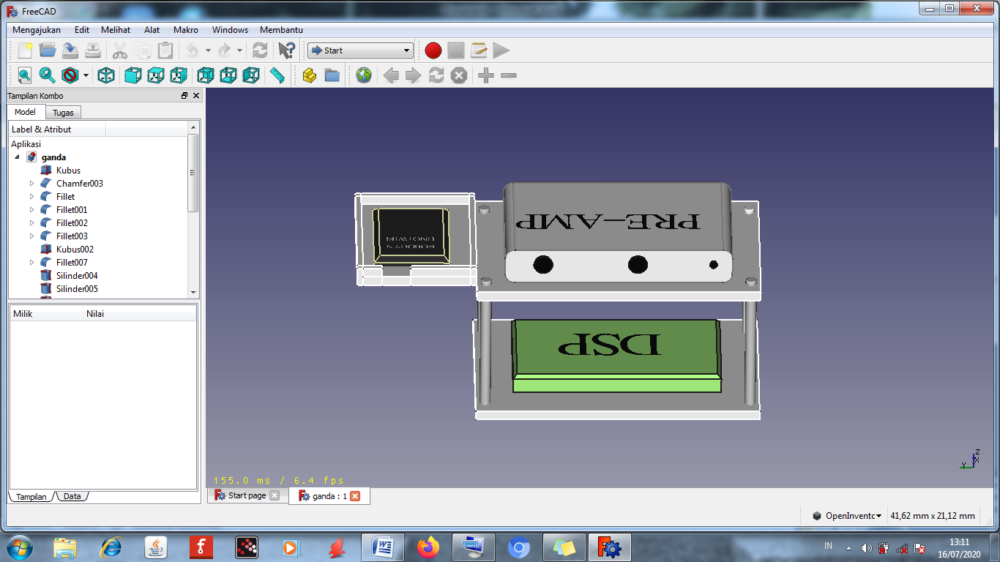 FreeCAD
Mengajukan Edit Melihat Alat Makro Windows Membantu
Start
Tampilan Kombo
Model Tugas
Label & Atribut
Aplikasi
ganda
Kubus
Chamfer003
Fillet
Fillet001
Fillet002
Fillet003
Kubus002
Fillet007
Silinder004
Silinder005
Milik Nilai
Tampilan Data
PRE-AMP
ROBODYN
UNO+WIFI
DSP
Z
X
Y
155.0 ms / 6.4 fps
Start page ganda : 1
OpenInventc 41,62 mm x 21,12 mm
IN 13:11
16/07/2020